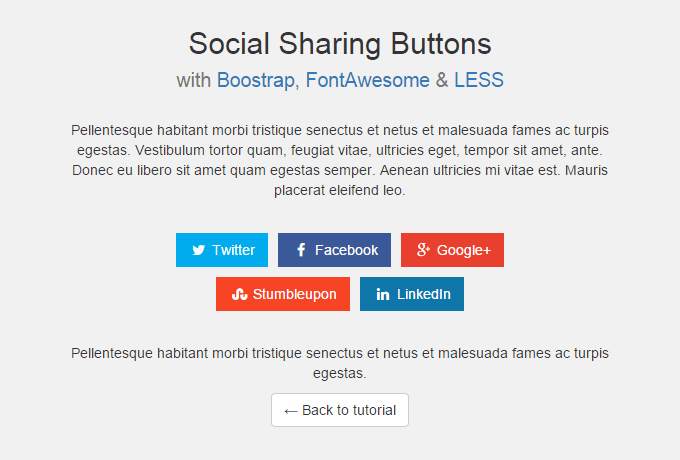 Social Sharing Buttons
with Boostrap, FontAwesome & LESS
Pellentesque habitant morbi tristique senectus et netus et malesuada fames ac turpis
egestas. Vestibulum tortor quam, feugiat vitae, ultricies eget, tempor sit amet, ante.
Donec eu libero sit amet quam egestas semper. Aenean ultricies mi vitae est. Mauris
placerat eleifend leo.
Twitter Facebook Google+
Stumbleupon LinkedIn
Pellentesque habitant morbi tristique senectus et netus et malesuada fames ac turpis
egestas.
← Back to tutorial